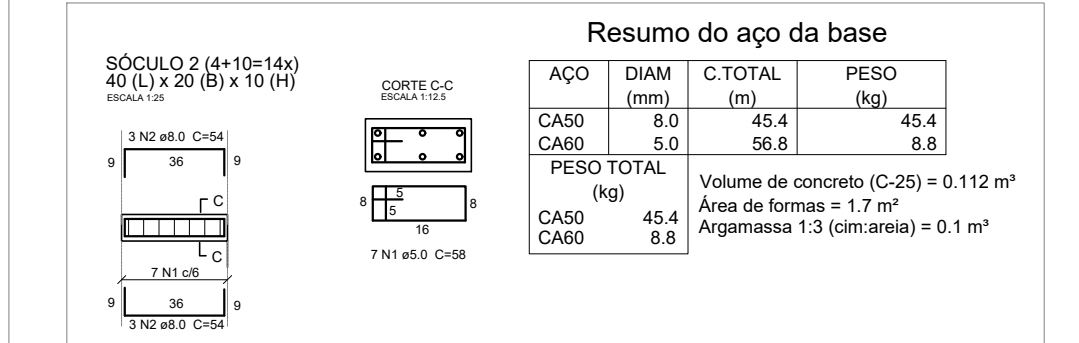 SÓCULO 2 (4+10=14x)
40 (L) x 20 (B) x 10 (H)
ESCALA 1:25
3 N2 ø8.0 C=54
9 36 9
C
C
7 N1 c/6
9 36 9
3 N2 ø8.0 C=54
CORTE C-C
ESCALA 1:12.5
5
8 5 8
16
7 N1 ø5.0 C=58
Resumo do aço da base
AÇO DIAM C.TOTAL PESO
(mm) (m) (kg)
CA50 8.0 45.4 45.4
CA60 5.0 56.8 8.8
PESO TOTAL
(kg)
CA50 45.4
CA60 8.8
Volume de concreto (C-25) = 0.112 m³
Área de formas = 1.7 m²
Argamassa 1:3 (cim:areia) = 0.1 m³